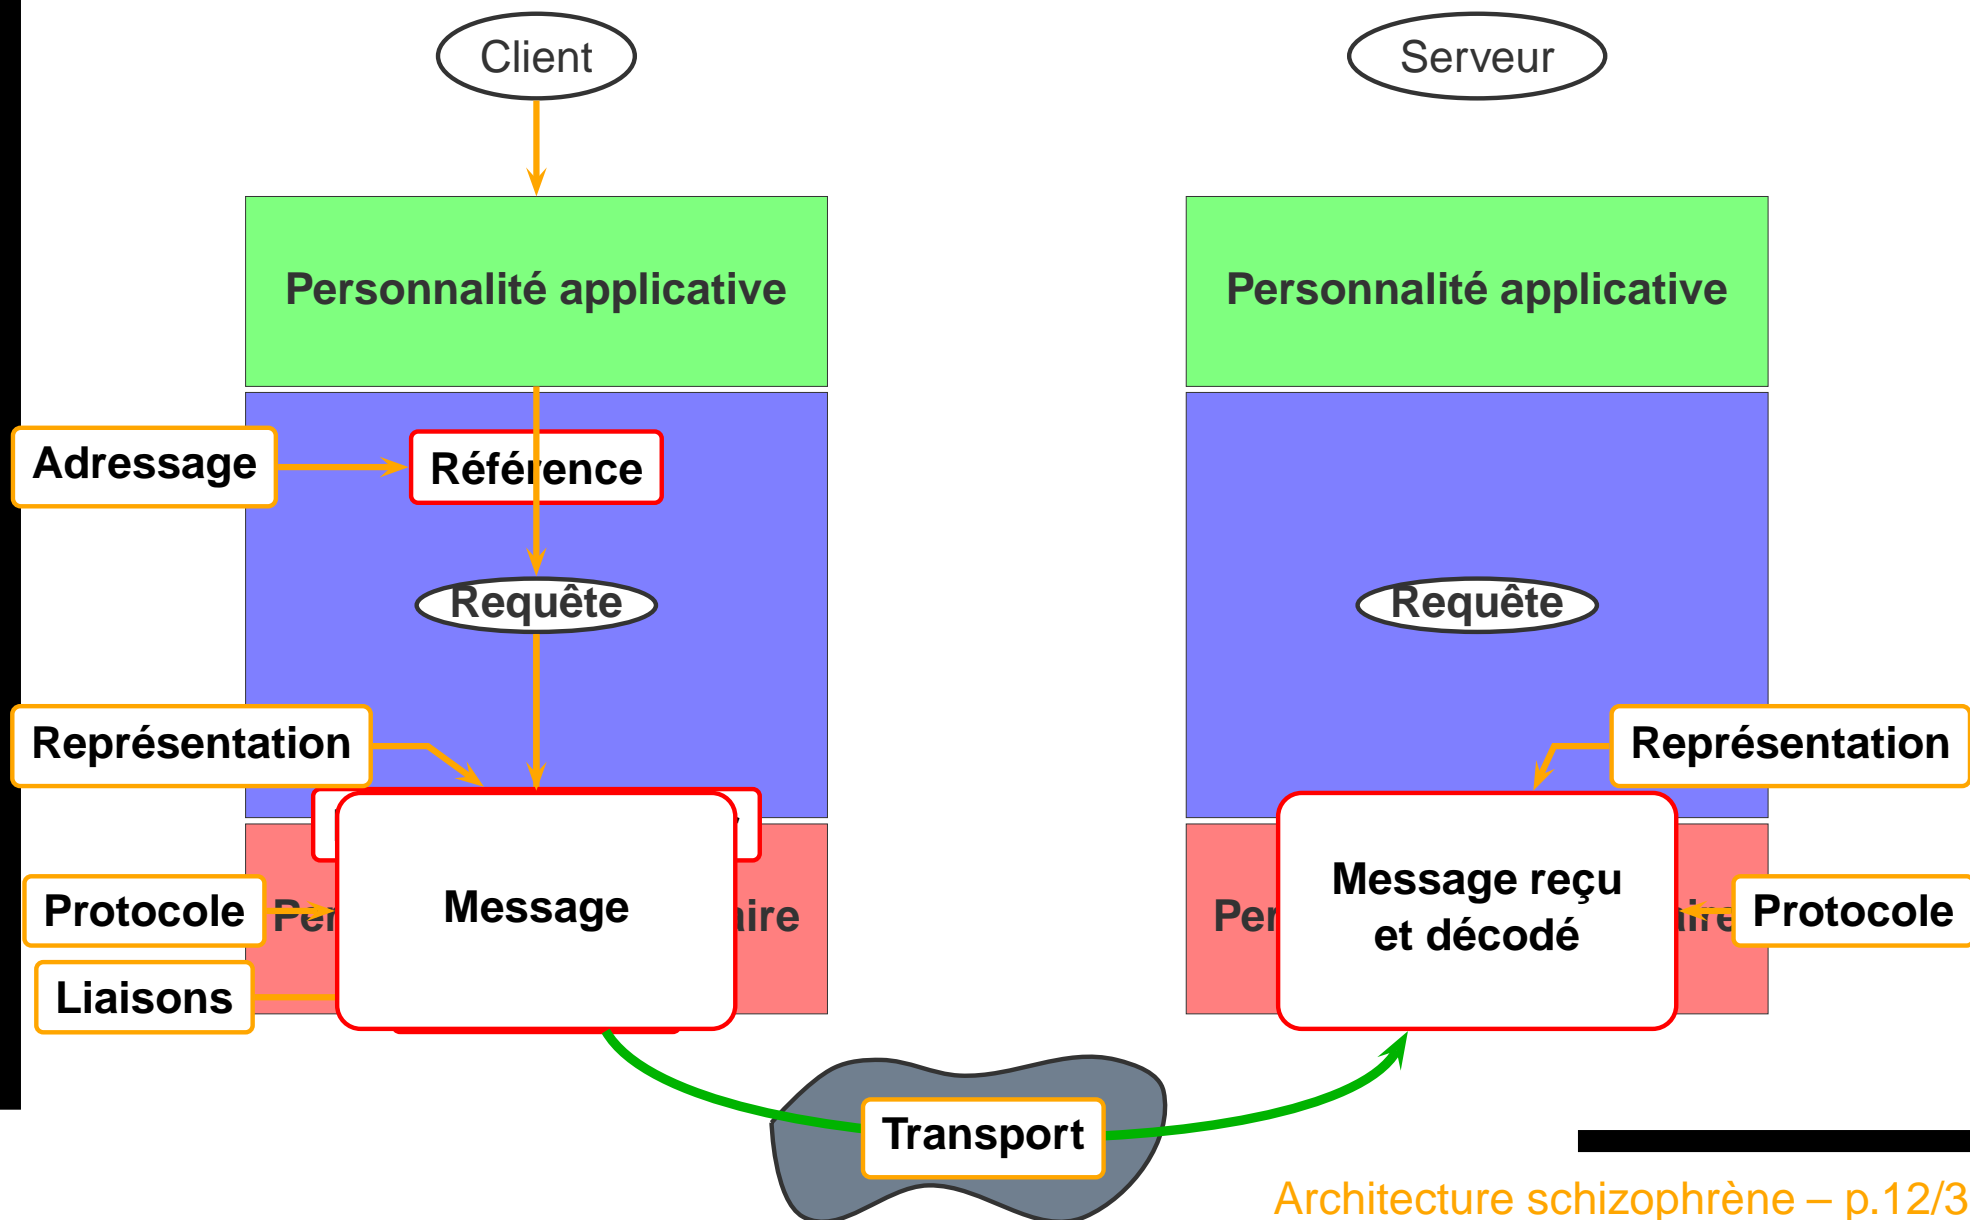 Client
Serveur
Personnalité applicative
Personnalité applicative
Adressage
Référence
Requête
Requête
Représentation
Représentation
Protocole
Message
Message reçu
et décodé
Protocole
Liaisons
Transport
Architecture schizophrène – p.12/3